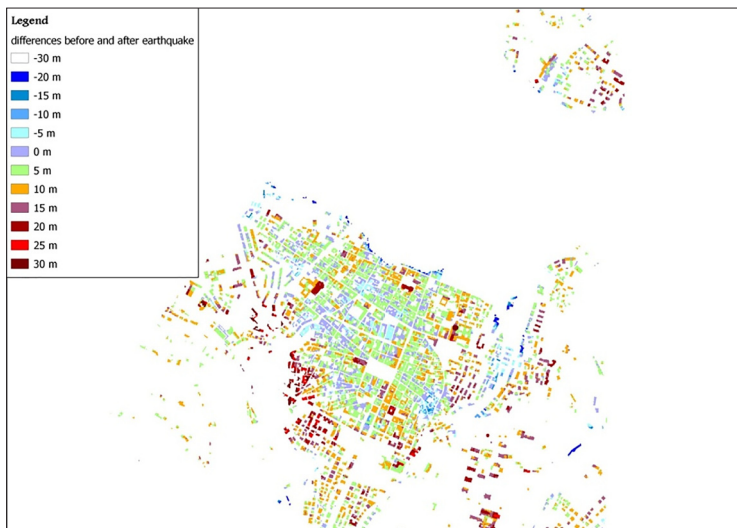 Legend
differences before and after earthquake
-30 m
-20 m
-15 m
-10 m
-5 m
0 m
5 m
10 m
15 m
20 m
25 m
30 m